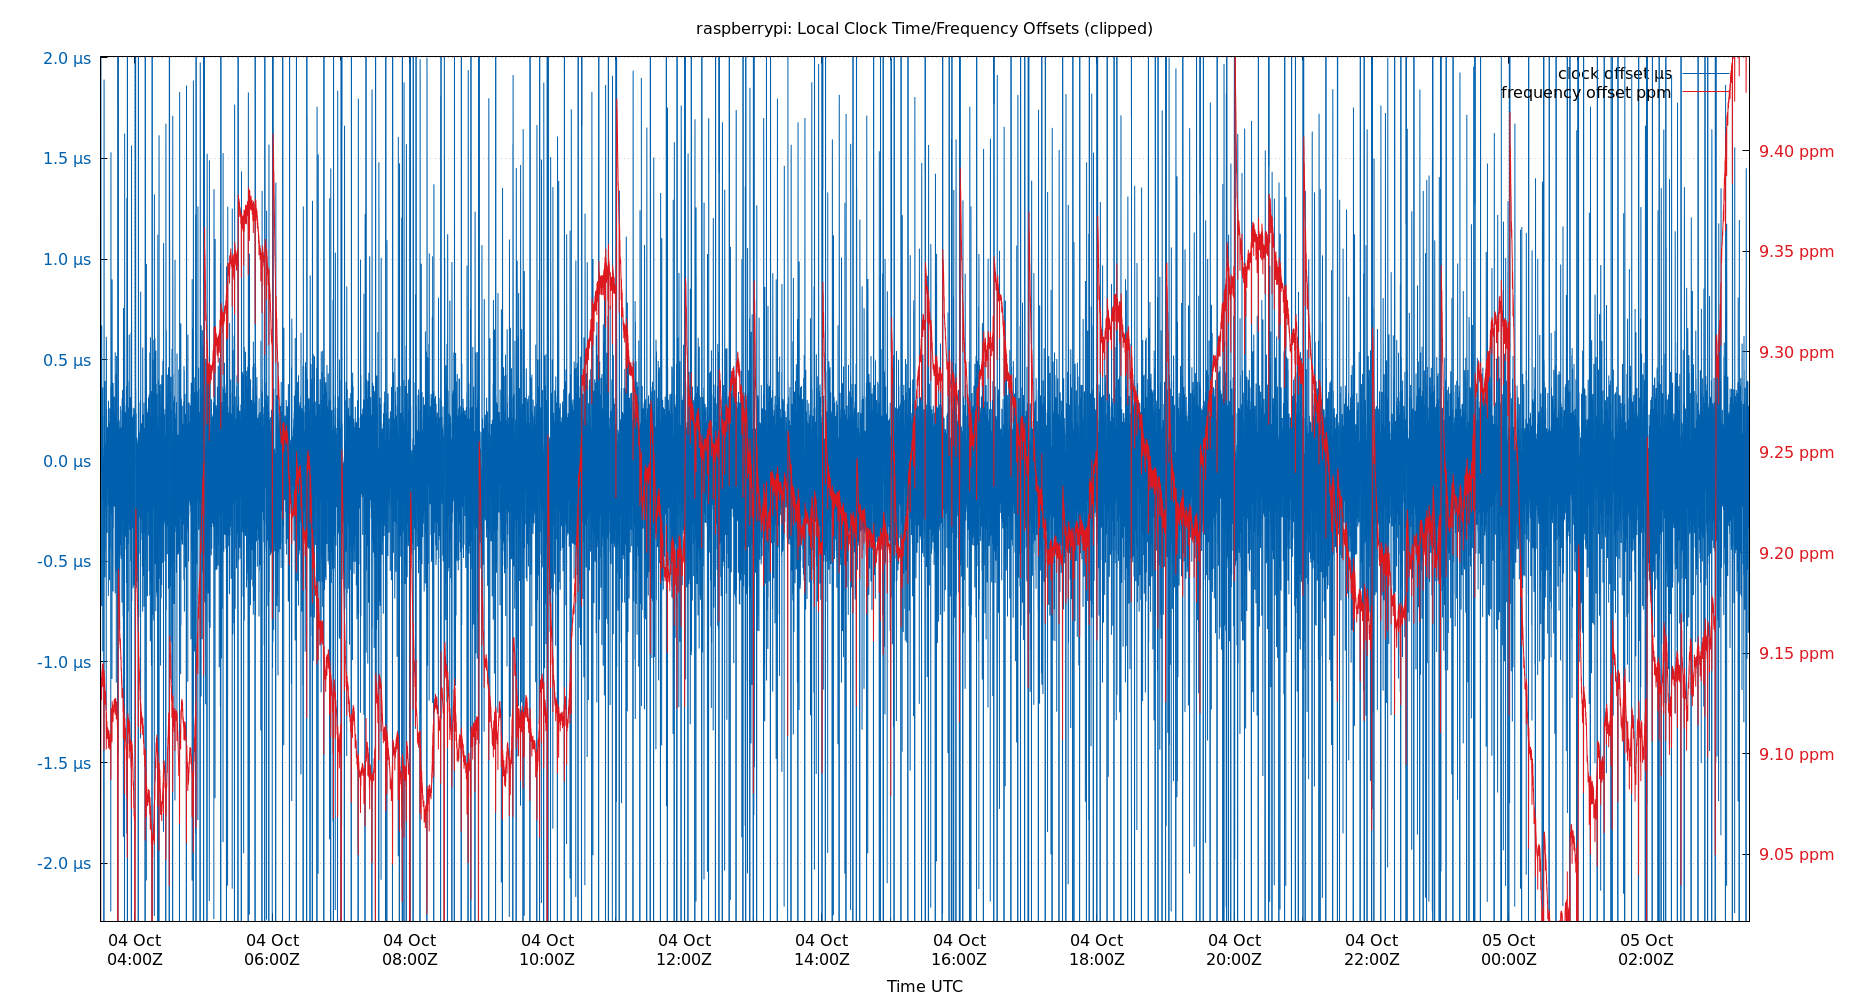 raspberrypi: Local Clock Time/Frequency Offsets (clipped)
clock offset µs
frequency offset ppm
2.0 µs
1.5 µs
1.0 µs
0.5 µs
0.0 µs
-0.5 µs
-1.0 µs
-1.5 µs
-2.0 µs
9.40 ppm
9.35 ppm
9.30 ppm
9.25 ppm
9.20 ppm
9.15 ppm
9.10 ppm
9.05 ppm
04 Oct 04 Oct 04 Oct 04 Oct 04 Oct 04 Oct 04 Oct 04 Oct 04 Oct 04 Oct 05 Oct 05 Oct
04:00Z 06:00Z 08:00Z 10:00Z 12:00Z 14:00Z 16:00Z 18:00Z 20:00Z 22:00Z 00:00Z 02:00Z
Time UTC